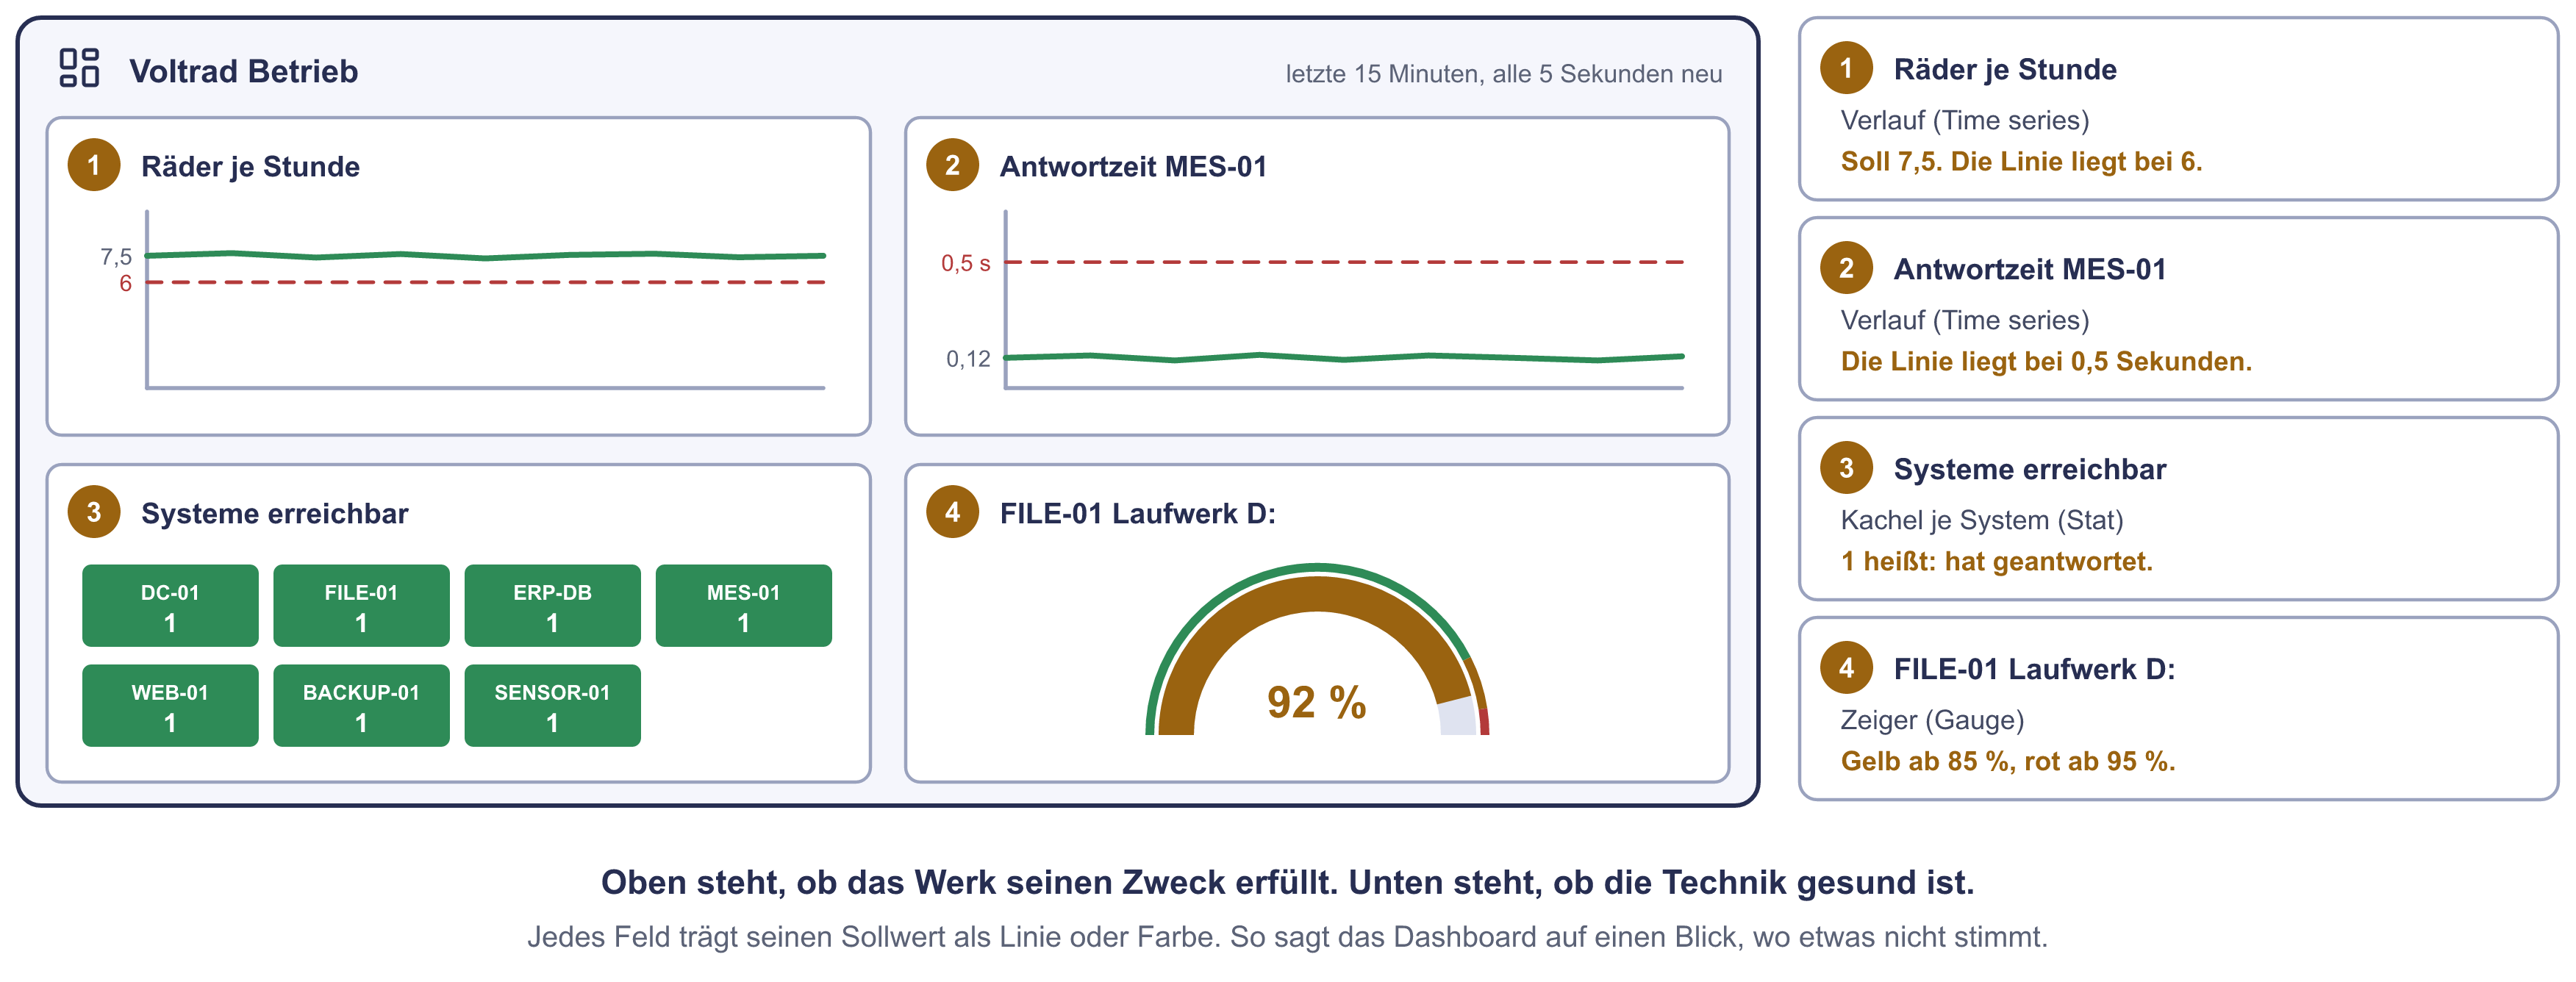 Voltrad Betrieb
letzte 15 Minuten, alle 5 Sekunden neu
1 Räder je Stunde
7,5
6
2 Antwortzeit MES-01
0,5 s
0,12
3 Systeme erreichbar
DC-01 FILE-01 ERP-DB MES-01
1 1 1 1
WEB-01 BACKUP-01 SENSOR-01
1 1 1
4 FILE-01 Laufwerk D:
92 %
1 Räder je Stunde
Verlauf (Time series)
Soll 7,5. Die Linie liegt bei 6.
2 Antwortzeit MES-01
Verlauf (Time series)
Die Linie liegt bei 0,5 Sekunden.
3 Systeme erreichbar
Kachel je System (Stat)
1 heißt: hat geantwortet.
4 FILE-01 Laufwerk D:
Zeiger (Gauge)
Gelb ab 85 %, rot ab 95 %.
Oben steht, ob das Werk seinen Zweck erfüllt. Unten steht, ob die Technik gesund ist.
Jedes Feld trägt seinen Sollwert als Linie oder Farbe. So sagt das Dashboard auf einen Blick, wo etwas nicht stimmt.